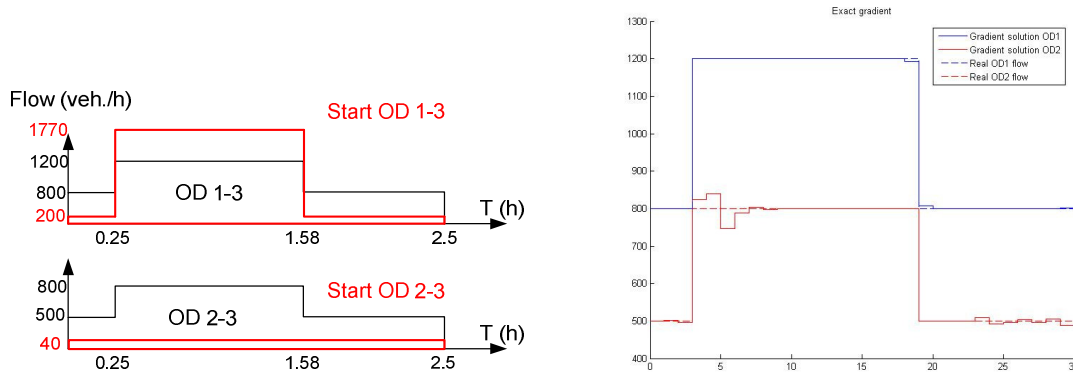 Flow (veh./h)
Start OD 1-3
1770
1200
800
200
OD 1-3
T (h)
0.25
1.58
2.5
800
500
40
Start OD 2-3
OD 2-3
T (h)
0.25
1.58
2.5
Exact gradient
Gradient solution OD1
Gradient solution OD2
Real OD1 flow
Real OD2 flow
1300
1200
1100
1000
900
800
700
600
500
400
0
5
10
15
20
25
30